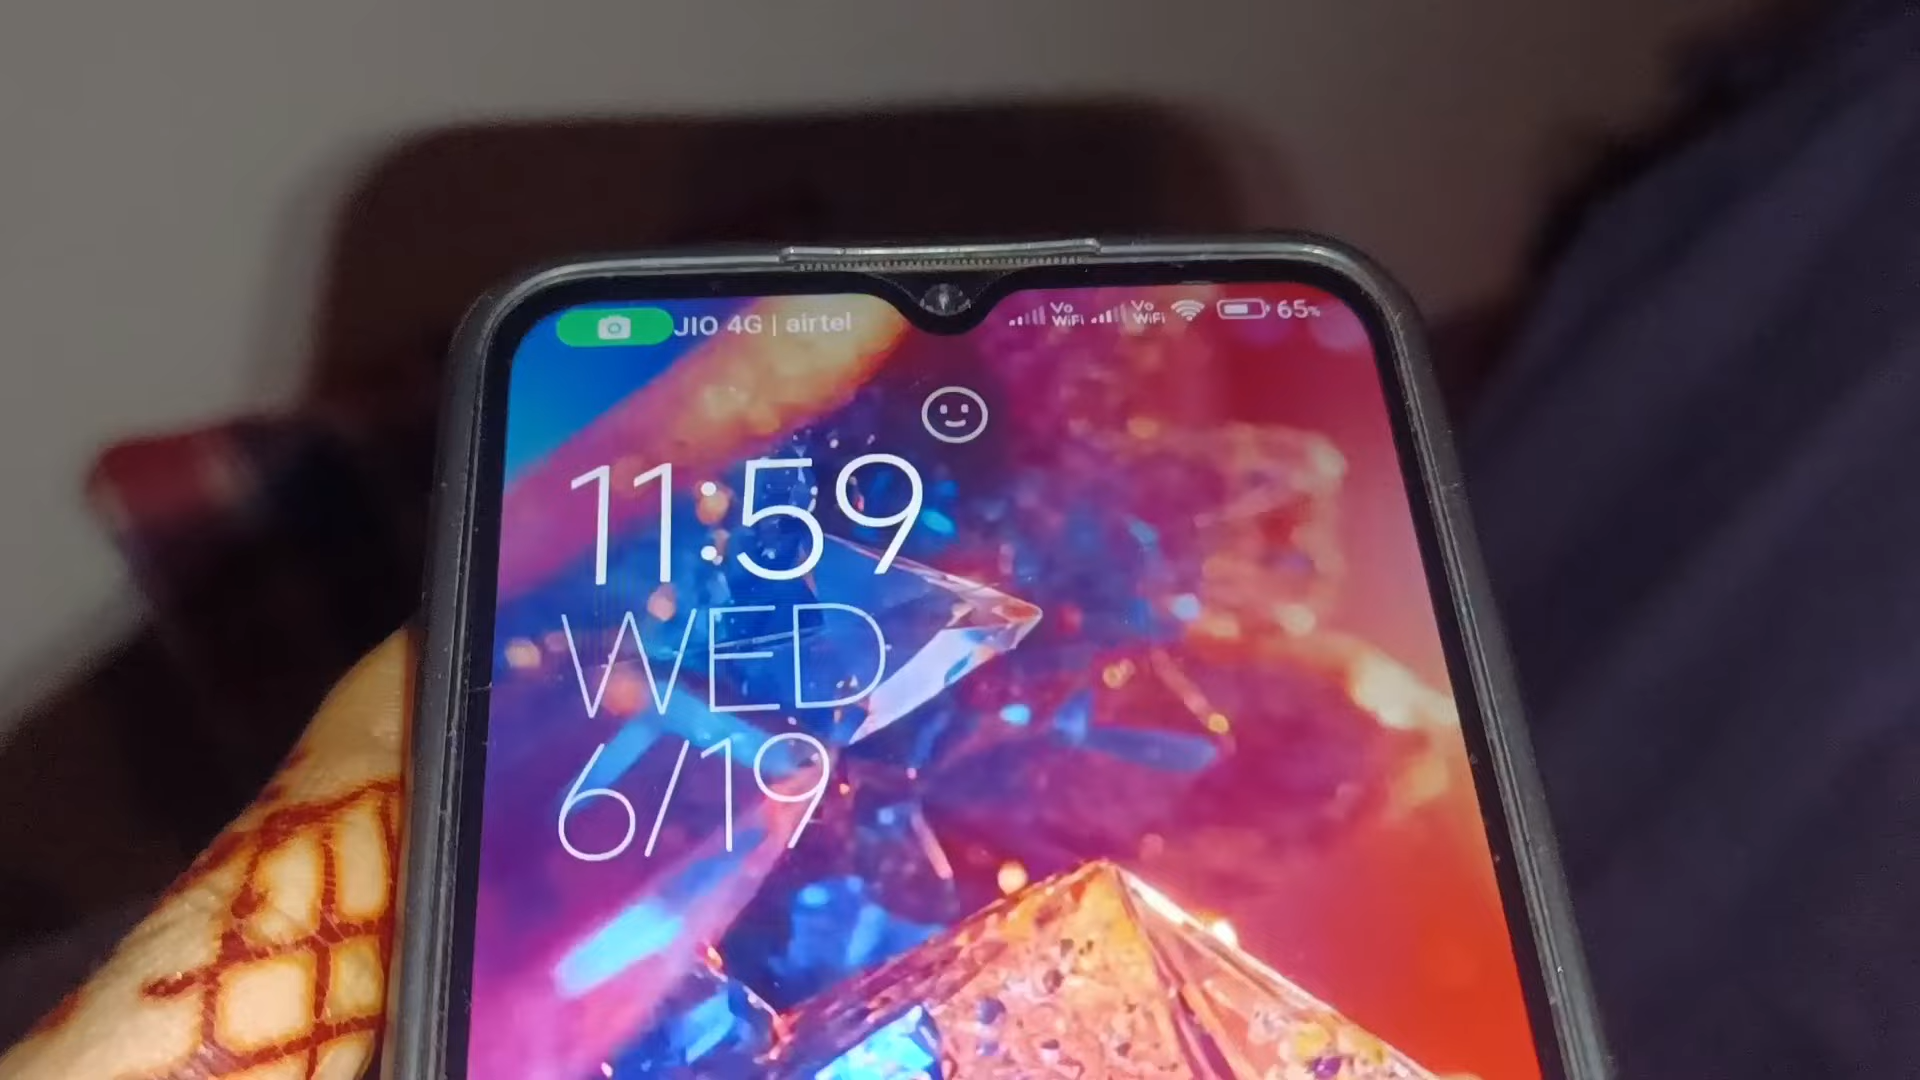 JIO 4G | airtel
Vo WiFi Vo WiFi 65%
11:59
WED
6/19